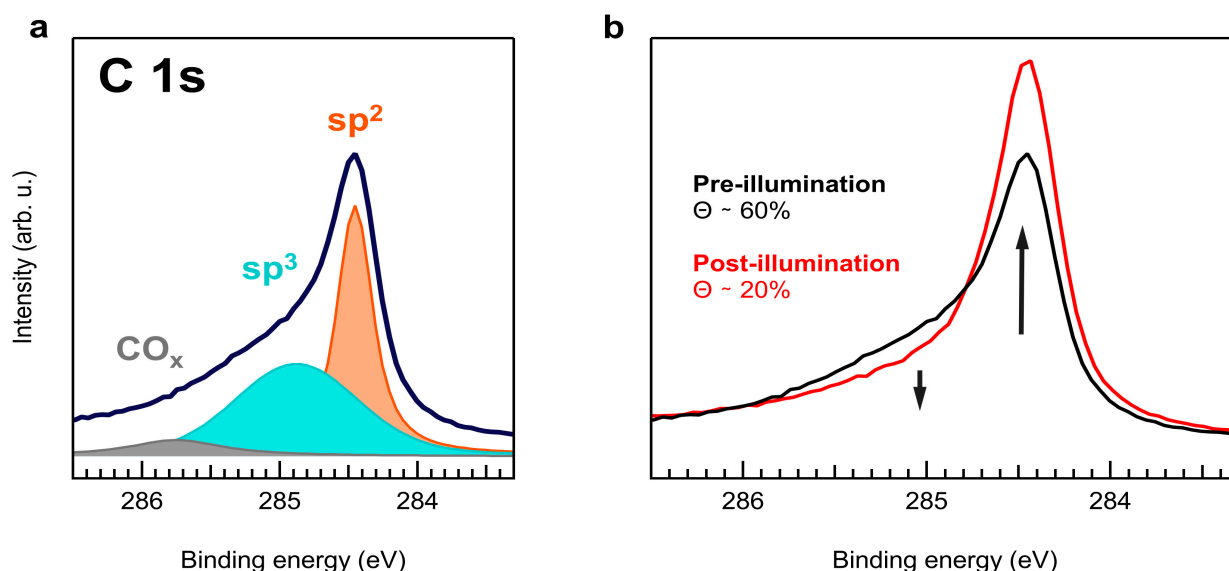 a
C 1s
sp²
sp³
COₓ
Intensity (arb. u.)
286
285
284
Binding energy (eV)
b
Pre-illumination
Θ ~ 60%
Post-illumination
Θ ~ 20%
286
285
284
Binding energy (eV)